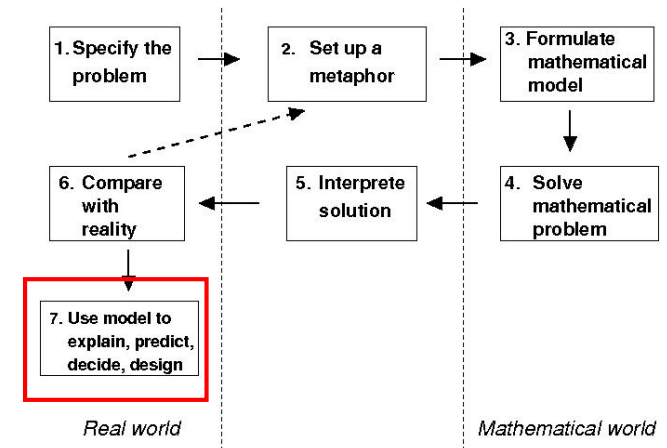 1. Specify the
problem
2. Set up a
metaphor
3. Formulate
mathematical
model
4. Solve
mathematical
problem
5. Interprete
solution
6. Compare
with
reality
7. Use model to
explain, predict,
decide, design
Real world
Mathematical world